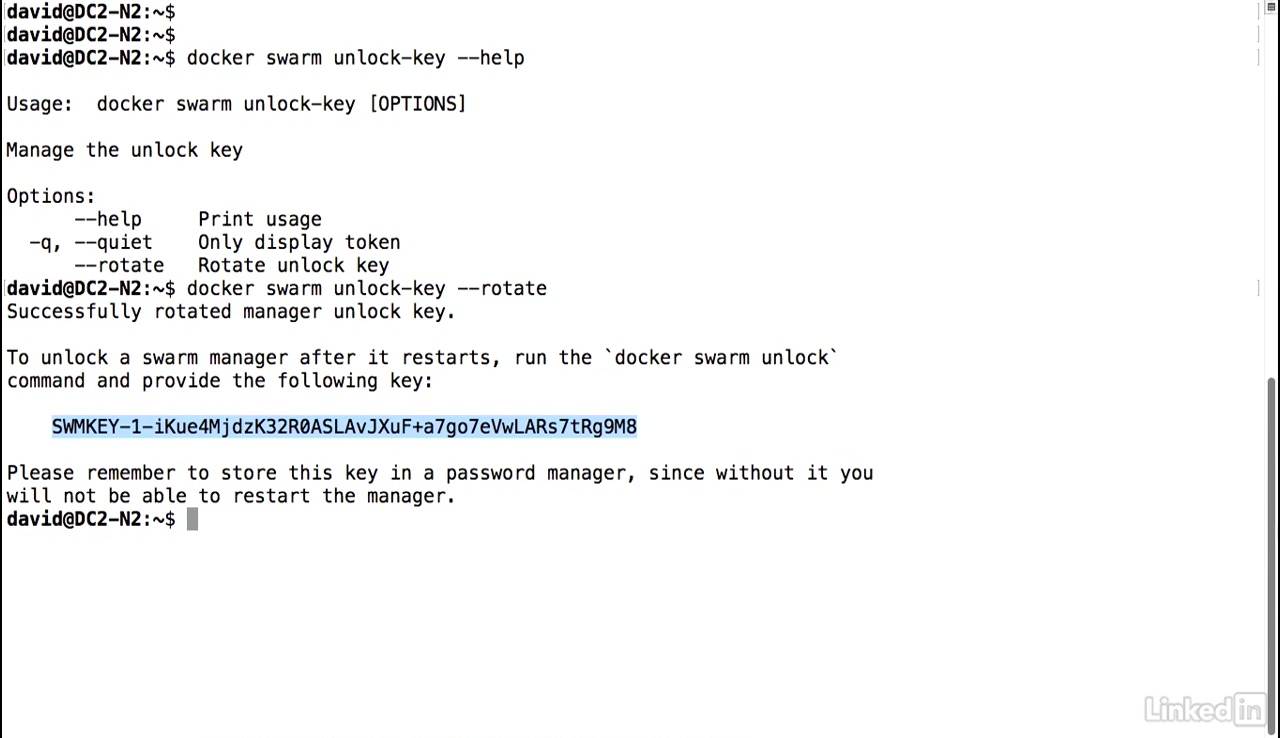 david@DC2-N2:~$
david@DC2-N2:~$
david@DC2-N2:~$ docker swarm unlock-key --help

Usage:  docker swarm unlock-key [OPTIONS]

Manage the unlock key

Options:
      --help     Print usage
  -q, --quiet    Only display token
      --rotate   Rotate unlock key
david@DC2-N2:~$ docker swarm unlock-key --rotate
Successfully rotated manager unlock key.

To unlock a swarm manager after it restarts, run the `docker swarm unlock`
command and provide the following key:

    SWMKEY-1-iKue4MjdzK32R0ASLAvJXuF+a7go7eVwLARs7tRg9M8

Please remember to store this key in a password manager, since without it you
will not be able to restart the manager.
david@DC2-N2:~$
Linked in